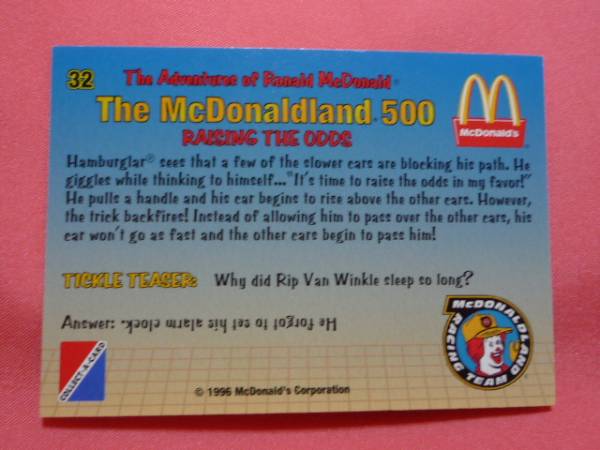 32
The Adventures of Ronald McDonald®
The McDonaldland 500
McDonald's
RAISING THE ODDS
Hamburglar® sees that a few of the slower cars are blocking his path. He
giggles while thinking to himself..."It's time to raise the odds in my favor!"
He pulls a handle and his car begins to rise above the other cars. However,
the trick backfires! Instead of allowing him to pass over the other cars, his
car won't go as fast and the other cars begin to pass him!
TICKLE TEASER: Why did Rip Van Winkle sleep so long?
Answer: He forgot to set his alarm clock.
McDONALDLAND
RACING TEAM
COLLECT-A-CARD
© 1996 McDonald's Corporation